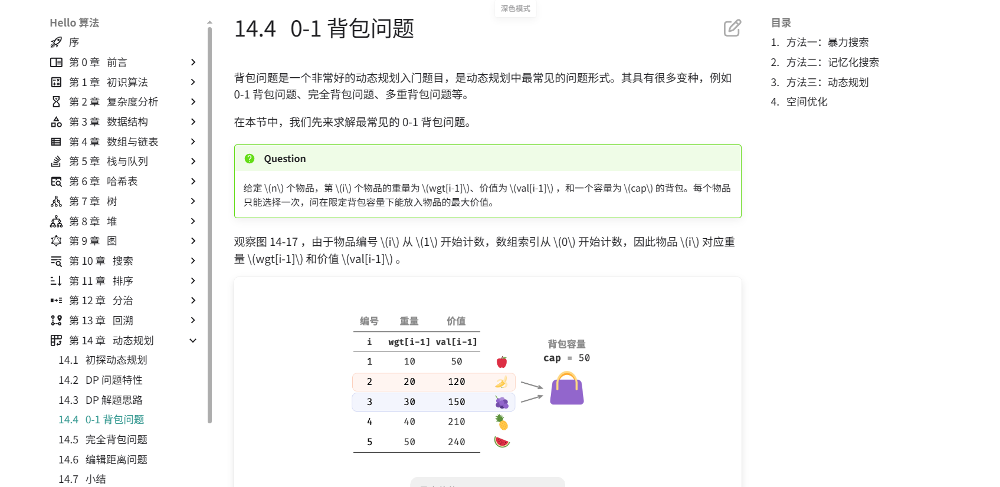 深色模式
Hello 算法
序
第 0 章 前言
第 1 章 初识算法
第 2 章 复杂度分析
第 3 章 数据结构
第 4 章 数组与链表
第 5 章 栈与队列
第 6 章 哈希表
第 7 章 树
第 8 章 堆
第 9 章 图
第 10 章 搜索
第 11 章 排序
第 12 章 分治
第 13 章 回溯
第 14 章 动态规划
14.1 初探动态规划
14.2 DP 问题特性
14.3 DP 解题思路
14.4 0-1 背包问题
14.5 完全背包问题
14.6 编辑距离问题
14.7 小结
14.4 0-1 背包问题
背包问题是一个非常好的动态规划入门题目，是动态规划中最常见的问题形式。其具有很多变种，例如
0-1 背包问题、完全背包问题、多重背包问题等。
在本节中，我们先来求解最常见的 0-1 背包问题。
Question
给定 \(n\) 个物品，第 \(i\) 个物品的重量为 \(wgt[i-1]\)、价值为 \(val[i-1]\) ，和一个容量为 \(cap\) 的背包。每个物品
只能选择一次，问在限定背包容量下能放入物品的最大价值。
观察图 14-17 ，由于物品编号 \(i\) 从 \(1\) 开始计数，数组索引从 \(0\) 开始计数，因此物品 \(i\) 对应重
量 \(wgt[i-1]\) 和价值 \(val[i-1]\) 。
编号 重量 价值
i wgt[i-1] val[i-1]
1 10 50
2 20 120
3 30 150
4 40 210
5 50 240
背包容量
cap = 50
目录
1. 方法一：暴力搜索
2. 方法二：记忆化搜索
3. 方法三：动态规划
4. 空间优化